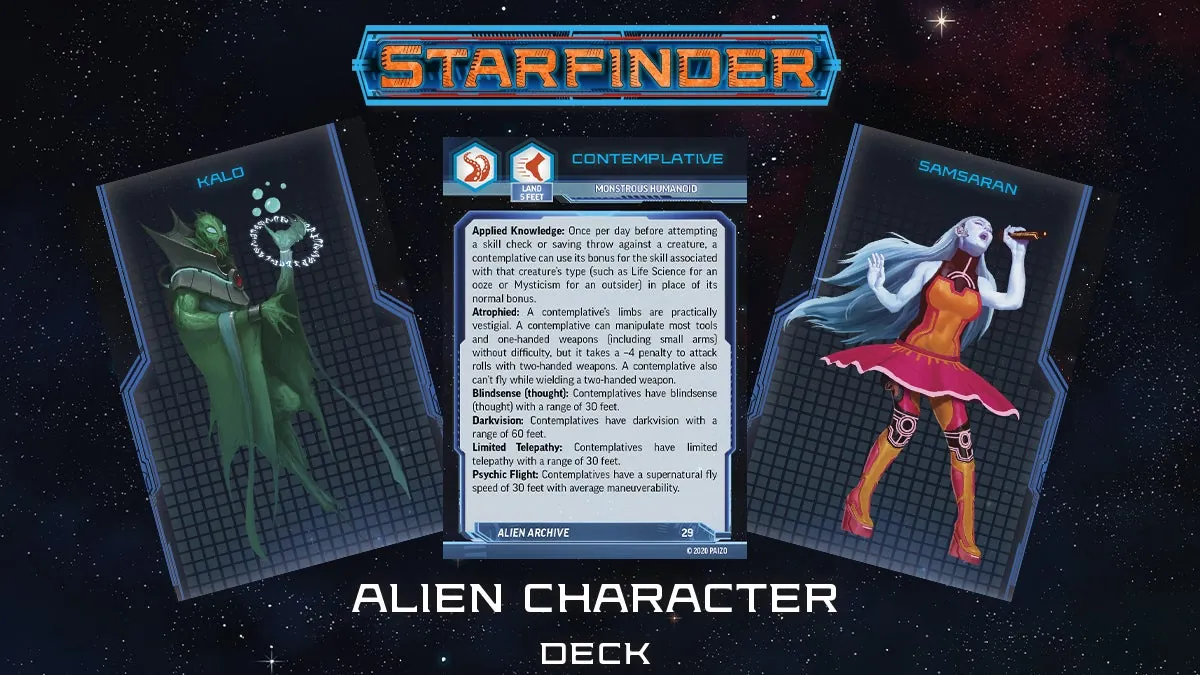 STARFINDER
KALO
CONTEMPLATIVE
LAND
5 FEET
MONSTROUS HUMANOID
Applied Knowledge: Once per day before attempting
a skill check or saving throw against a creature, a
contemplative can use its bonus for the skill associated
with that creature's type (such as Life Science for an
ooze or Mysticism for an outsider) in place of its
normal bonus.
Atrophied: A contemplative's limbs are practically
vestigial. A contemplative can manipulate most tools
and one-handed weapons (including small arms)
without difficulty, but it takes a –4 penalty to attack
rolls with two-handed weapons. A contemplative also
can't fly while wielding a two-handed weapon.
Blindsense (thought): Contemplatives have blindsense
(thought) with a range of 30 feet.
Darkvision: Contemplatives have darkvision with a
range of 60 feet.
Limited Telepathy: Contemplatives have limited
telepathy with a range of 30 feet.
Psychic Flight: Contemplatives have a supernatural fly
speed of 30 feet with average maneuverability.
ALIEN ARCHIVE 29
© 2020 PAIZO
SAMSARAN
ALIEN CHARACTER
DECK